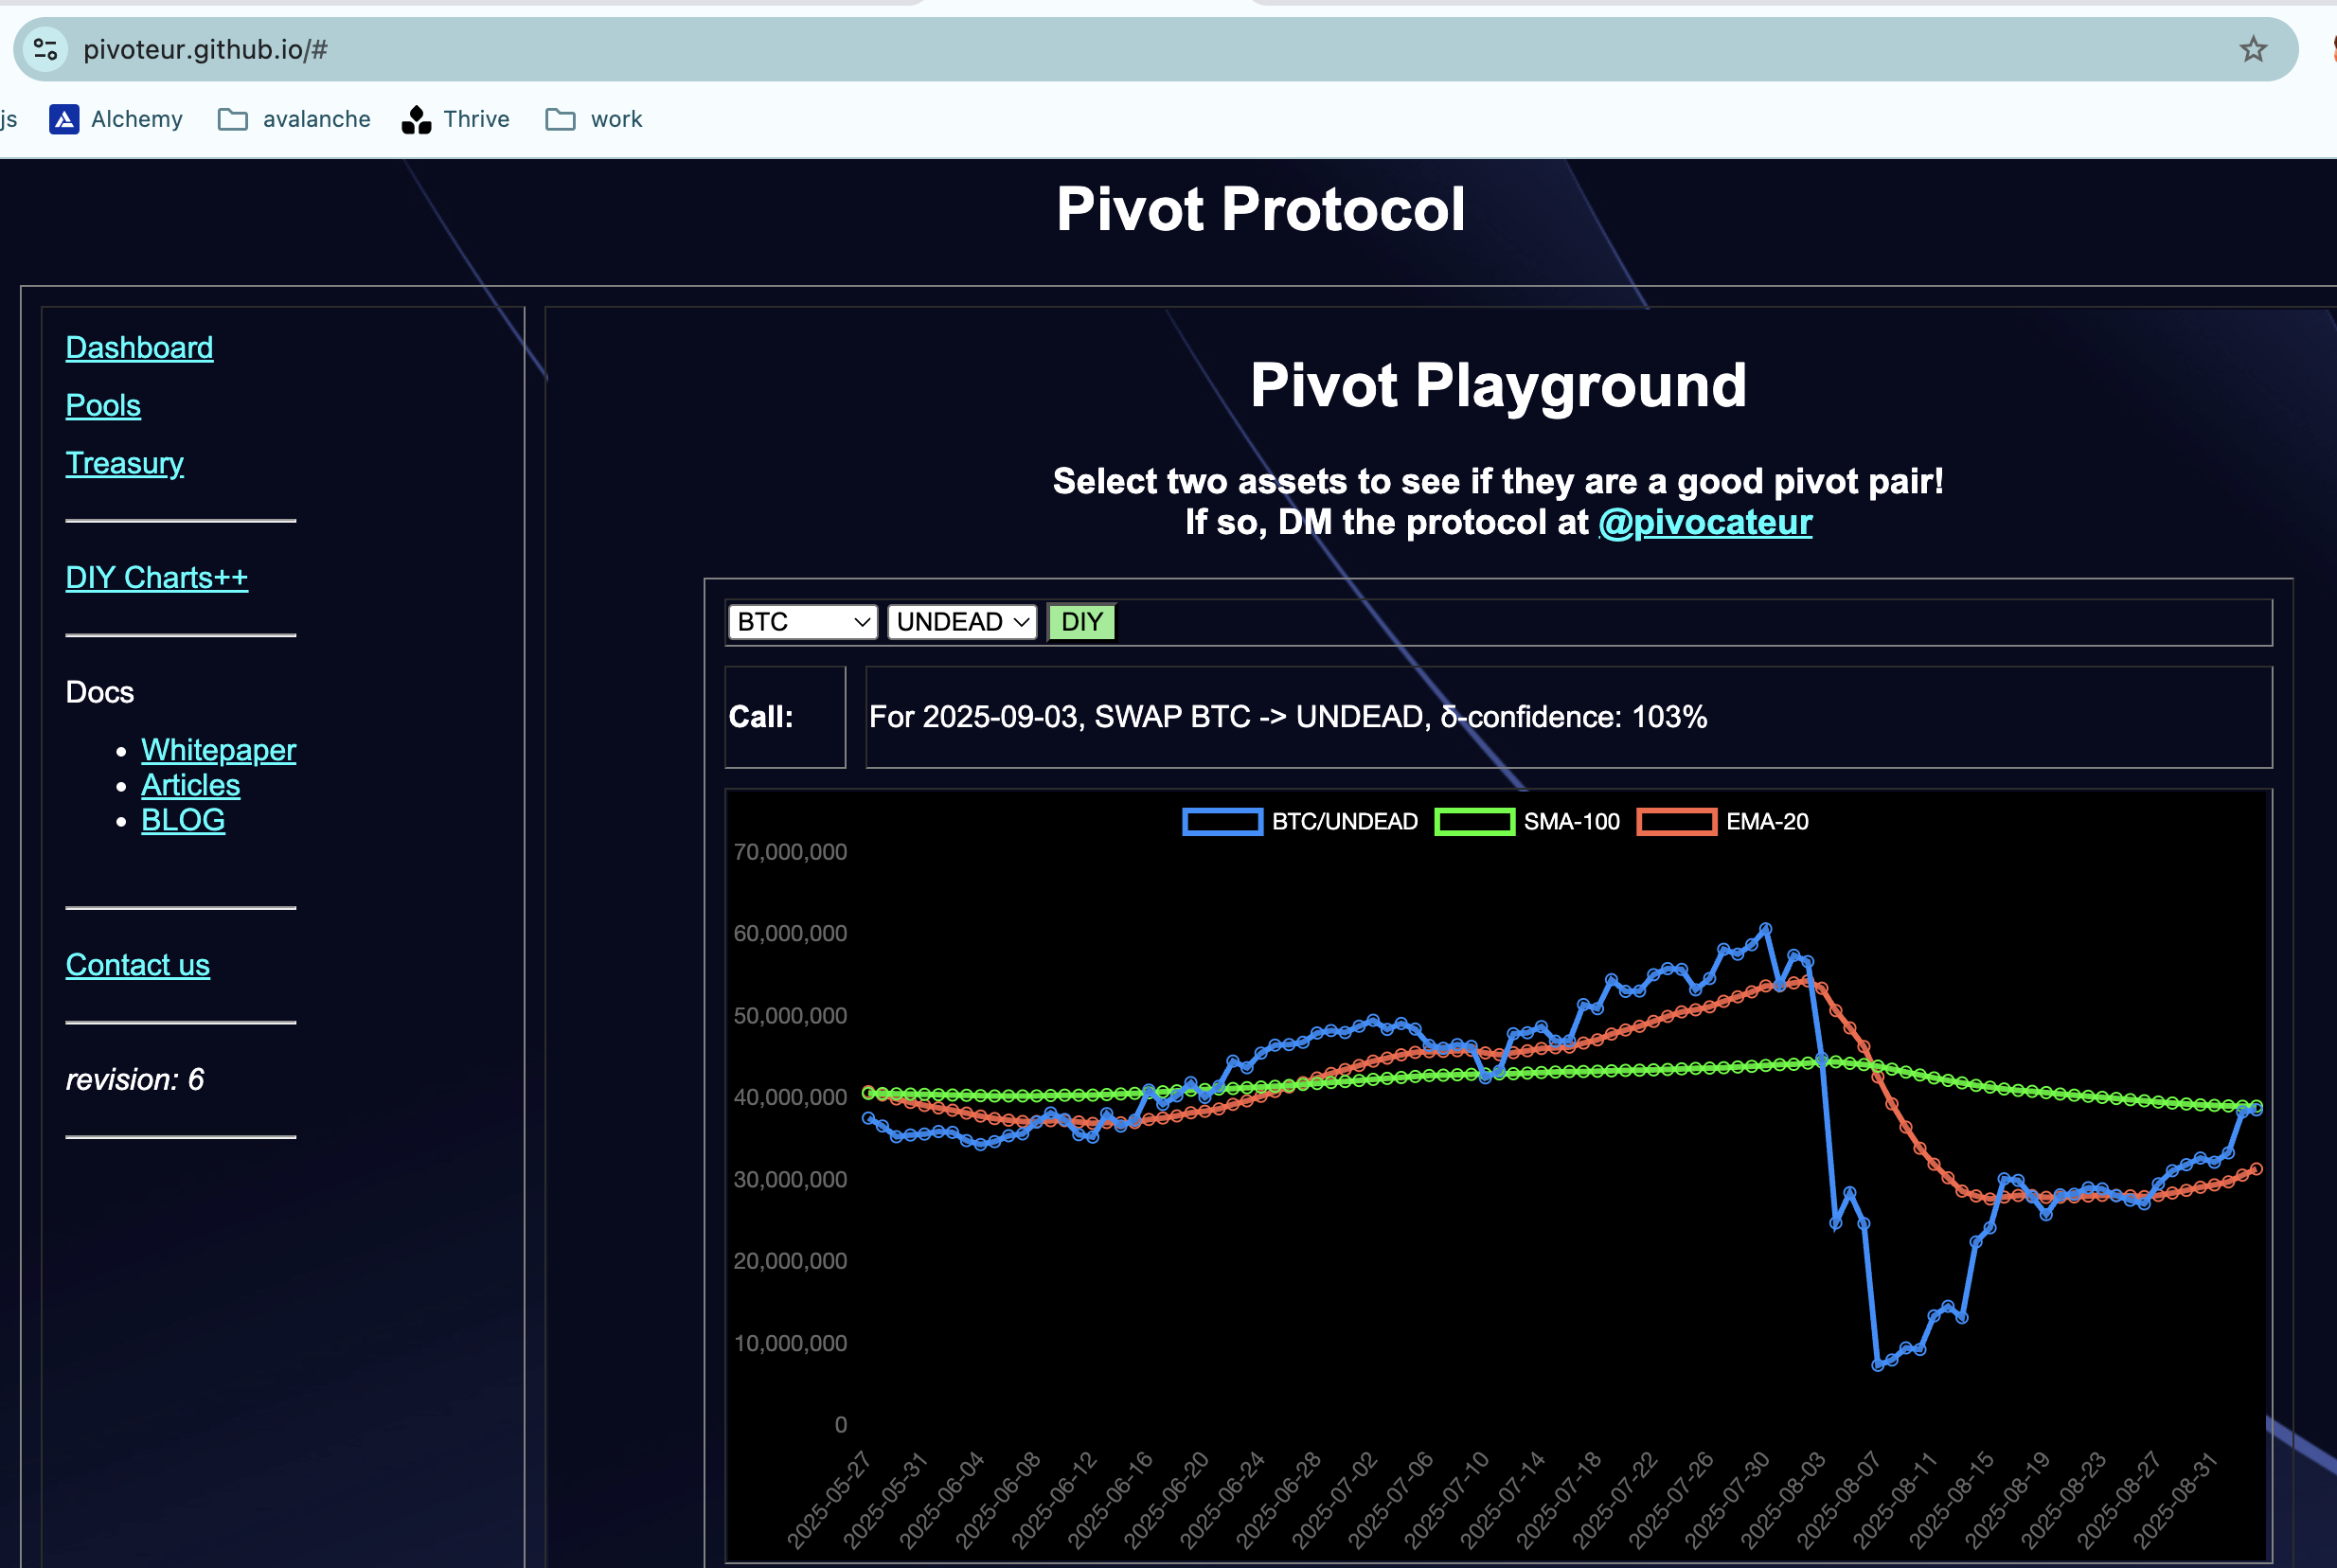 pivoteur.github.io/#
js Alchemy avalanche Thrive work
Pivot Protocol
Dashboard
Pools
Treasury
DIY Charts++
Docs
Whitepaper
Articles
BLOG
Contact us
revision: 6
Pivot Playground
Select two assets to see if they are a good pivot pair!
If so, DM the protocol at @pivocateur
BTC UNDEAD DIY
Call: For 2025-09-03, SWAP BTC -> UNDEAD, δ-confidence: 103%
BTC/UNDEAD SMA-100 EMA-20
70,000,000
60,000,000
50,000,000
40,000,000
30,000,000
20,000,000
10,000,000
0
2025-05-27
2025-05-31
2025-06-04
2025-06-08
2025-06-12
2025-06-16
2025-06-20
2025-06-24
2025-06-28
2025-07-02
2025-07-06
2025-07-10
2025-07-14
2025-07-18
2025-07-22
2025-07-26
2025-07-30
2025-08-03
2025-08-07
2025-08-11
2025-08-15
2025-08-19
2025-08-23
2025-08-27
2025-08-31